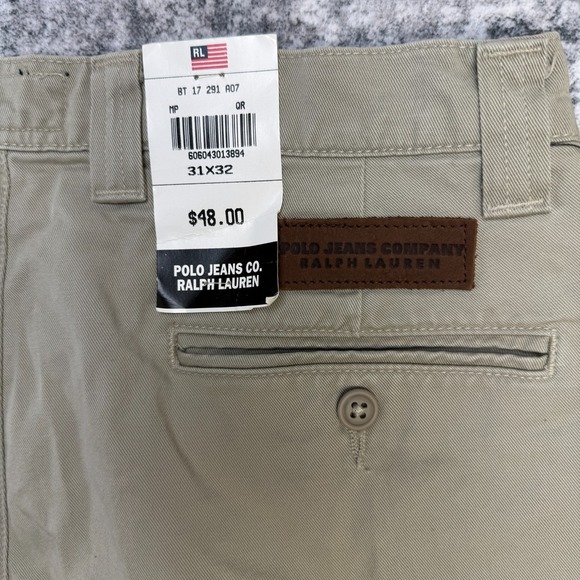 RL
BT 17 291 A07
MP QR
606043013894
31X32
$48.00
POLO JEANS CO.
RALPH LAUREN
POLO JEANS COMPANY
RALPH LAUREN